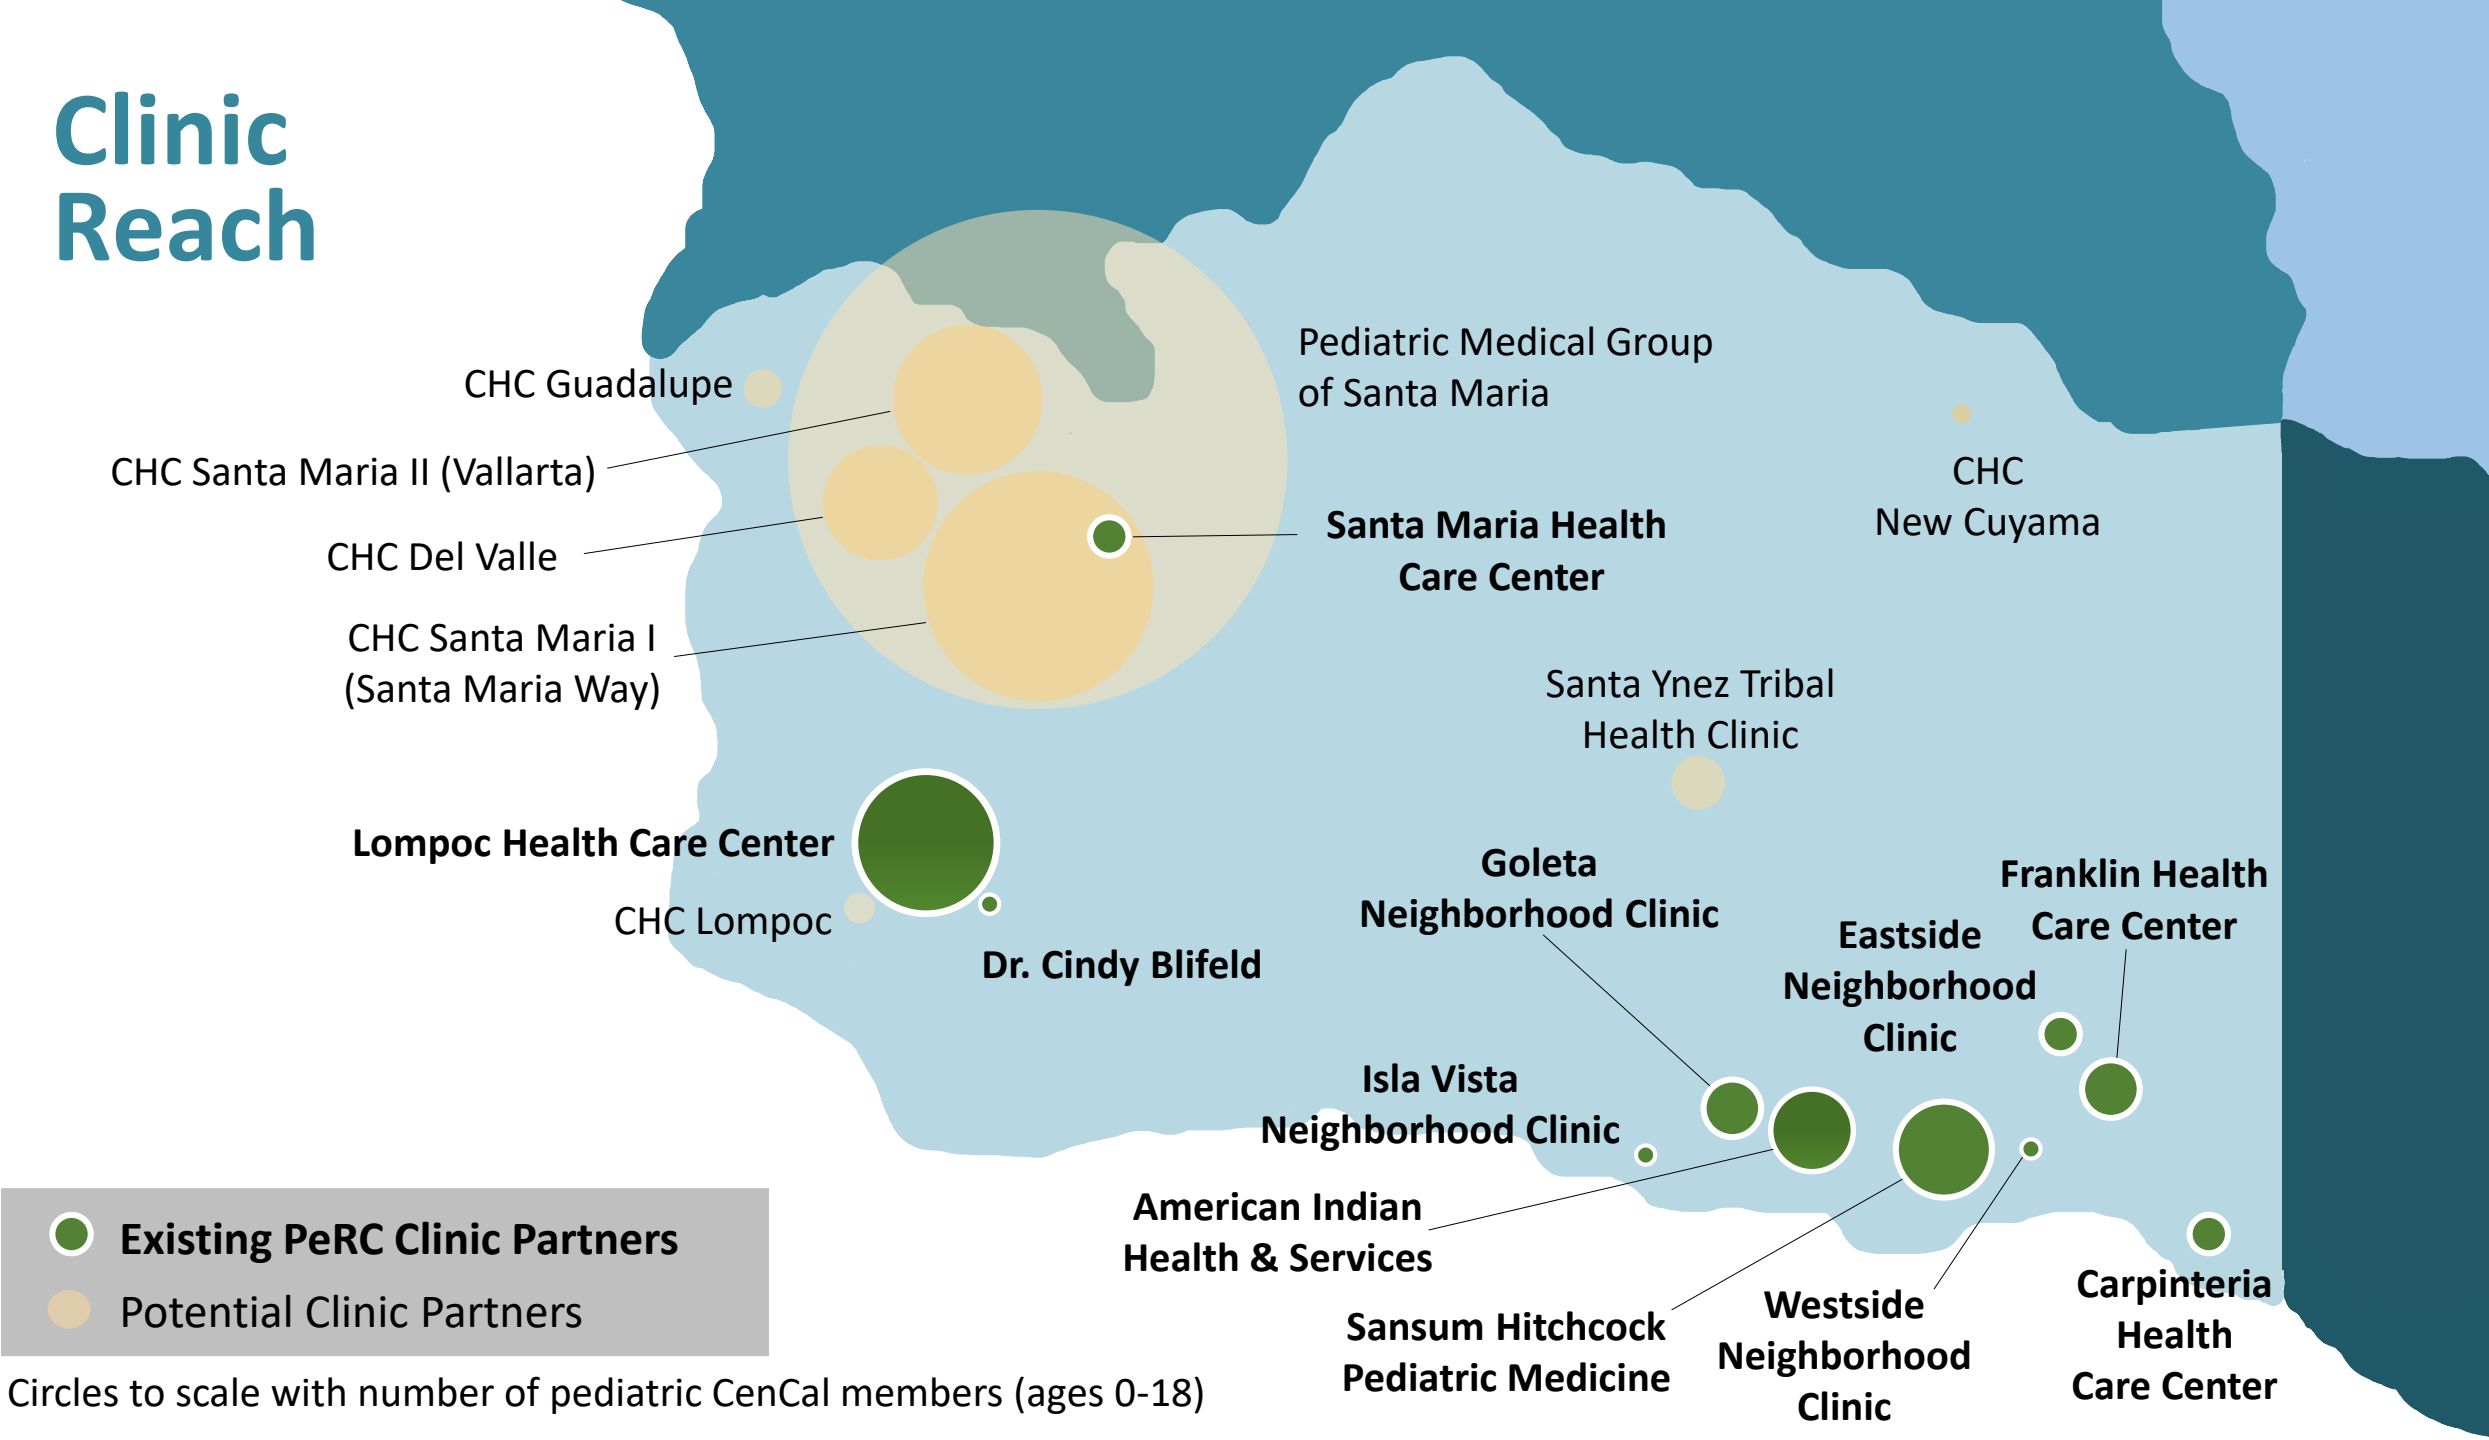 Clinic
Reach
Pediatric Medical Group
of Santa Maria
CHC Guadalupe
CHC Santa Maria II (Vallarta)
CHC
New Cuyama
Santa Maria Health
Care Center
CHC Del Valle
CHC Santa Maria I
(Santa Maria Way)
Santa Ynez Tribal
Health Clinic
Lompoc Health Care Center
CHC Lompoc
Dr. Cindy Blifeld
Goleta
Neighborhood Clinic
Franklin Health
Care Center
Eastside
Neighborhood
Clinic
Isla Vista
Neighborhood Clinic
American Indian
Health & Services
Sansum Hitchcock
Pediatric Medicine
Westside
Neighborhood
Clinic
Carpinteria
Health
Care Center
Existing PeRC Clinic Partners
Potential Clinic Partners
Circles to scale with number of pediatric CenCal members (ages 0-18)